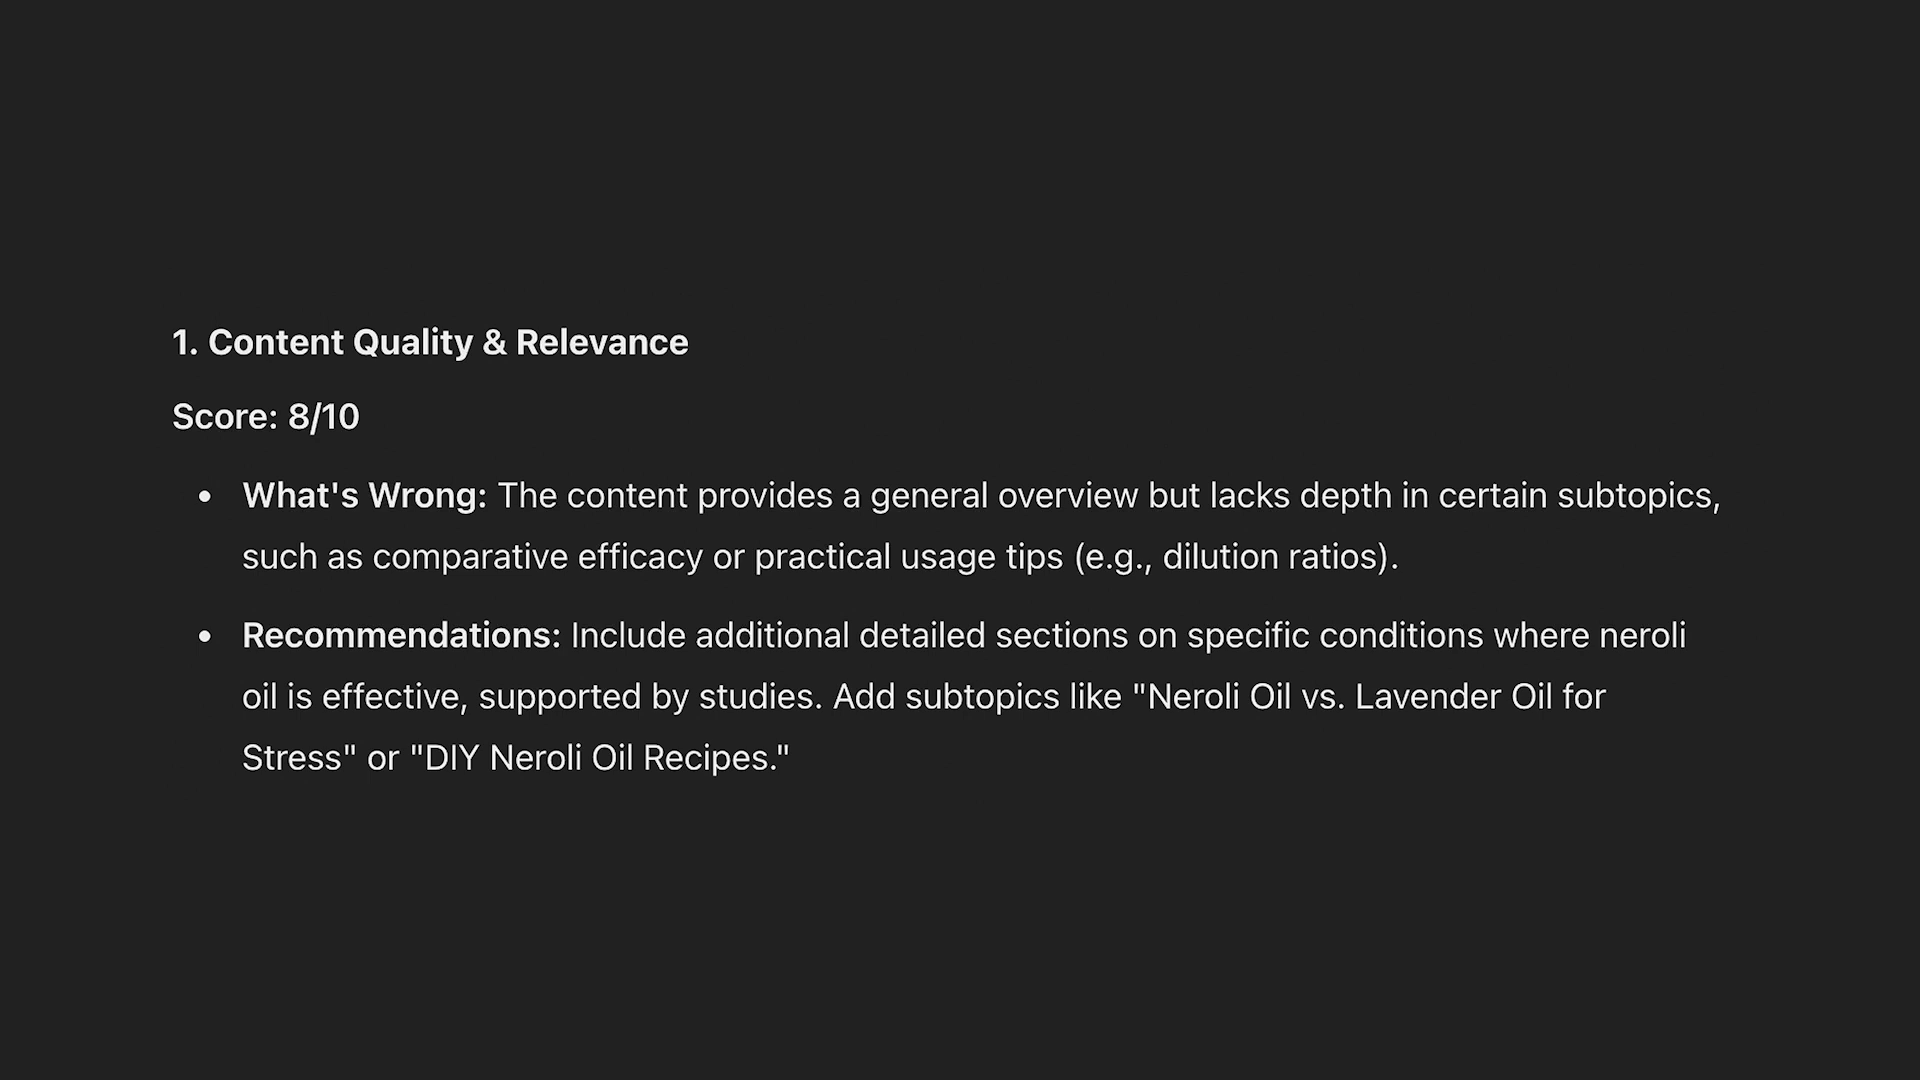 1. Content Quality & Relevance
Score: 8/10
• What's Wrong: The content provides a general overview but lacks depth in certain subtopics,
such as comparative efficacy or practical usage tips (e.g., dilution ratios).
• Recommendations: Include additional detailed sections on specific conditions where neroli
oil is effective, supported by studies. Add subtopics like "Neroli Oil vs. Lavender Oil for
Stress" or "DIY Neroli Oil Recipes."